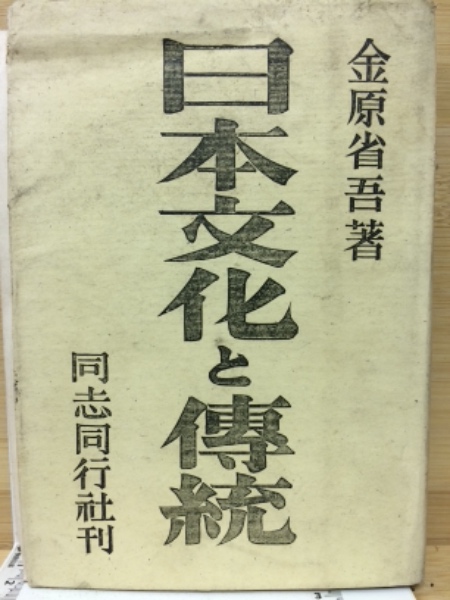 金原省吾著
日本文化と傳統
同志同行社刊